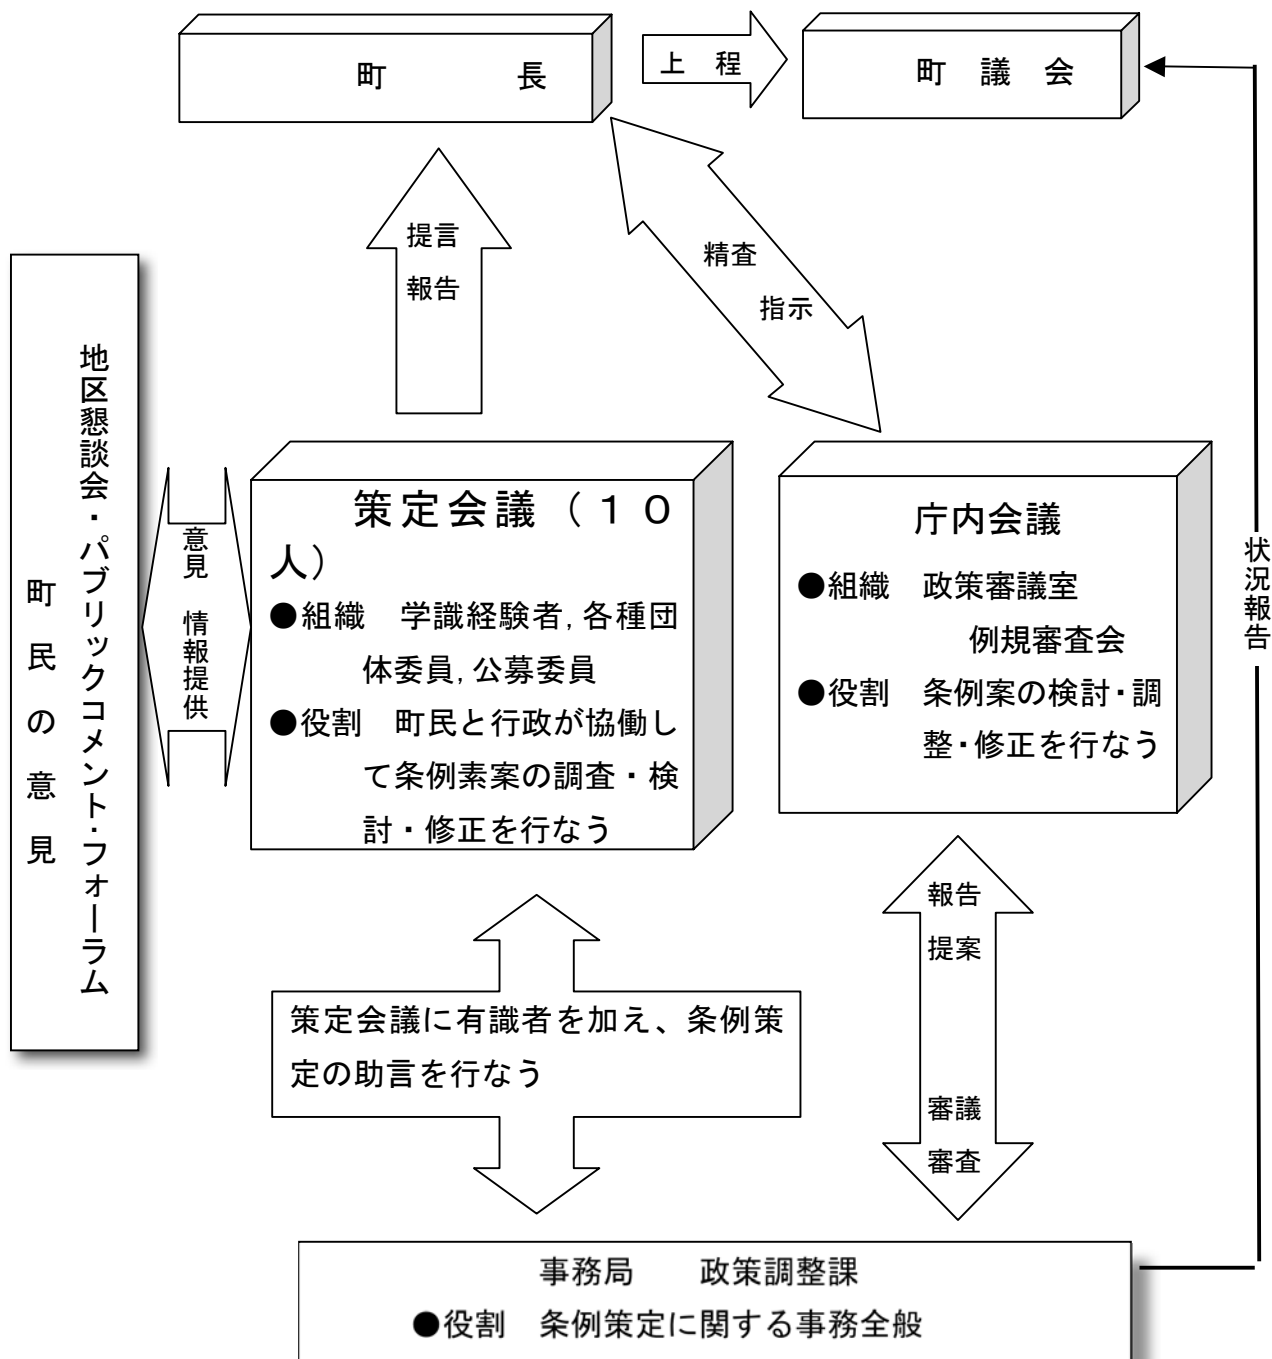 町　　　長
上　程
町　議　会
提言
報告
精査
指示
地区懇談会・パブリックコメント・フォーラム
町民の意見
意見　情報提供
策定会議（１０
人）
●組織　学識経験者,各種団
体委員,公募委員
●役割　町民と行政が協働し
て条例素案の調査・検
討・修正を行なう
庁内会議
●組織　政策審議室
例規審査会
●役割　条例案の検討・調
整・修正を行なう
状況報告
策定会議に有識者を加え、条例策
定の助言を行なう
報告
提案
審議
審査
事務局　　政策調整課
●役割　条例策定に関する事務全般